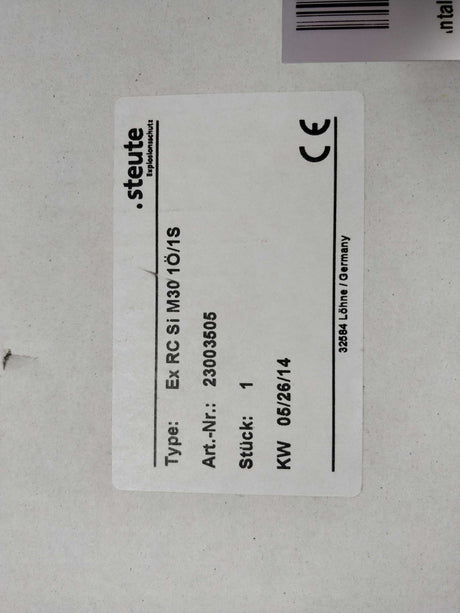 .steute
Explosionsschutz
Type: Ex RC Si M30 1Ö/1S
Art.-Nr.: 23003505
Stück: 1
KW 05/26/14
CE
32584 Löhne / Germany
ntal